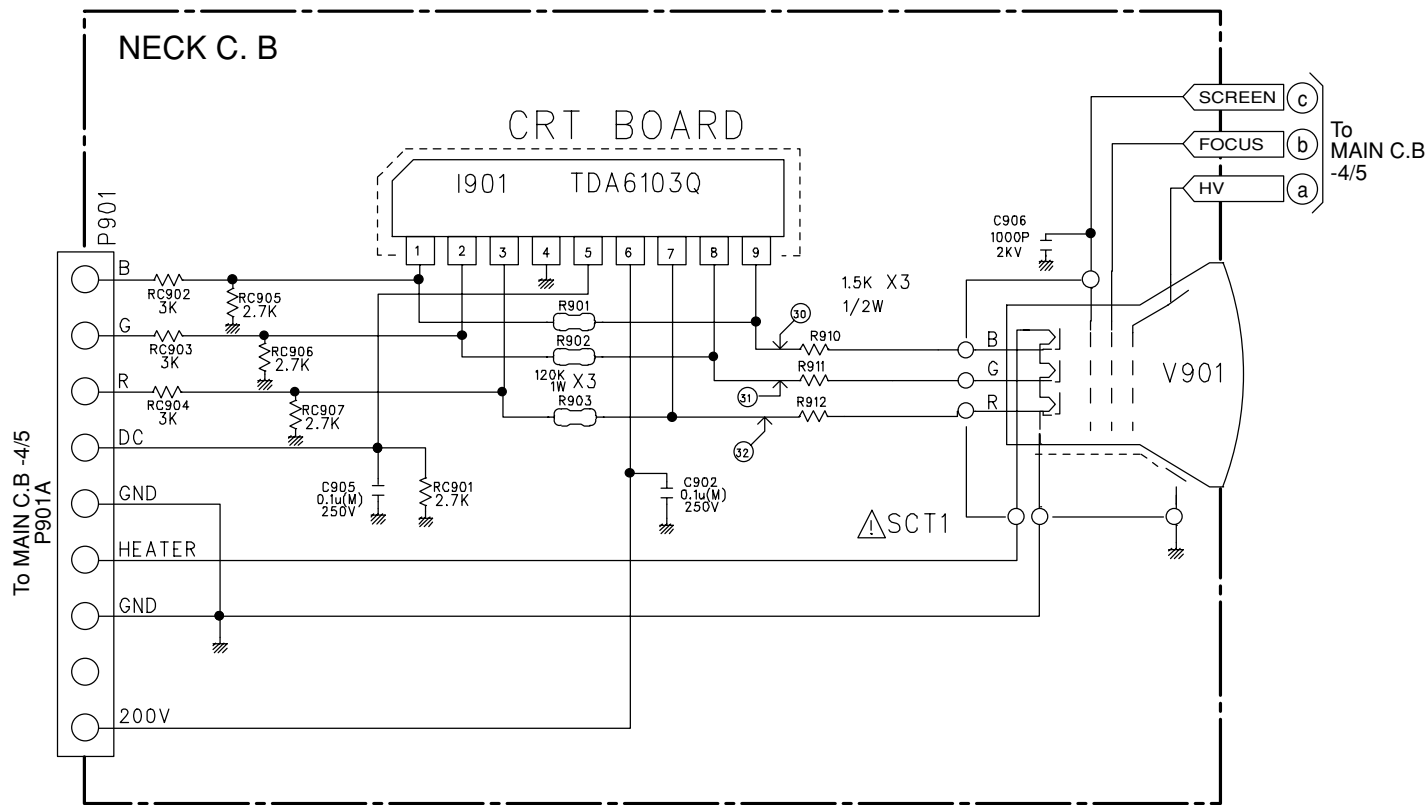 NECK C. B
CRT BOARD
I901 TDA6103Q
1 2 3 4 5 6 7 8 9
SCREEN c
FOCUS b
HV a
To
MAIN C.B
-4/5
P901
To MAIN C.B -4/5
P901A
B
RC902
3K
RC905
2.7K
G
RC903
3K
RC906
2.7K
R
RC904
3K
RC907
2.7K
DC
GND
HEATER
GND
200V
R901
R902
120K
1W X3
R903
C905
0.1u(M)
250V
RC901
2.7K
C902
0.1u(M)
250V
C906
1000P
2KV
1.5K X3
1/2W
30
R910
31
R911
32
R912
B
G
R
V901
SCT1